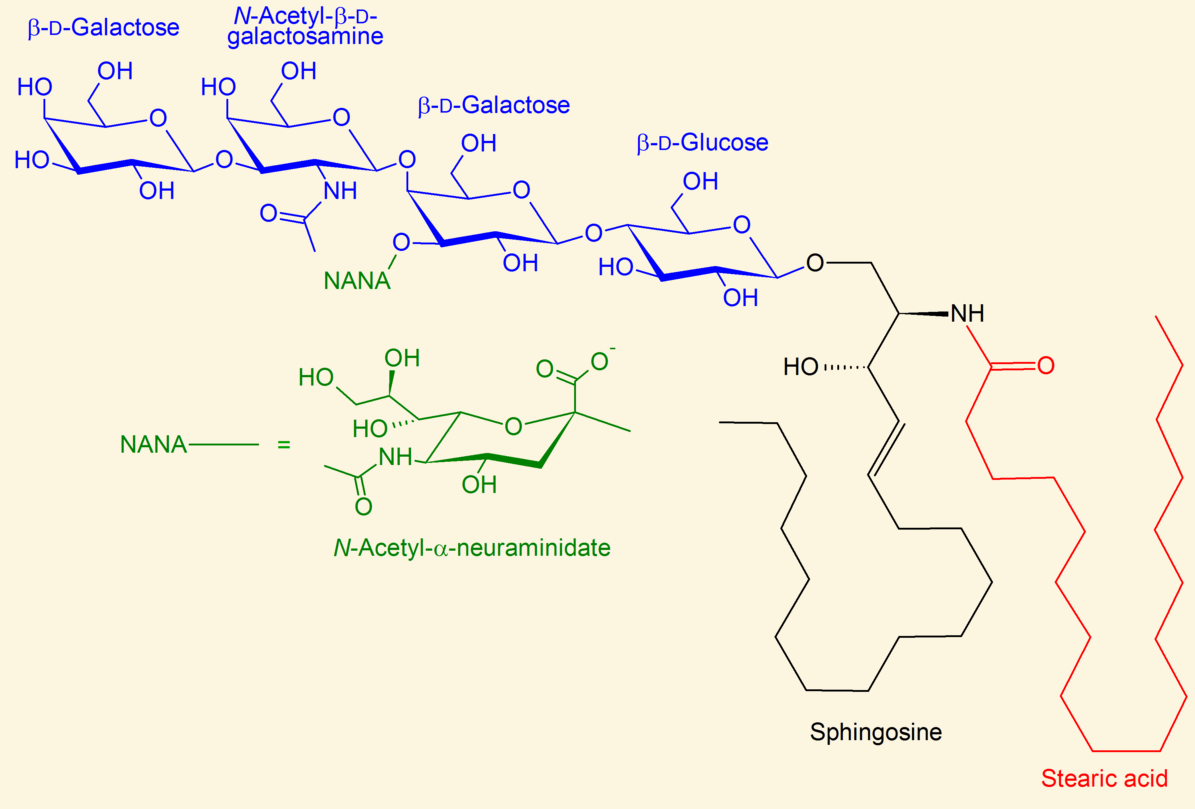 β-D-Galactose
N-Acetyl-β-D-
galactosamine
β-D-Galactose
β-D-Glucose
HO
OH
O
HO
OH
O
HO
OH
O
NH
O
O
OH
O
O
OH
NANA
O
OH
O
HO
OH
O
NH
HO
O
NANA
=
HO
OH
HO
O
O
O-
NH
O
OH
N-Acetyl-α-neuraminidate
Sphingosine
Stearic acid